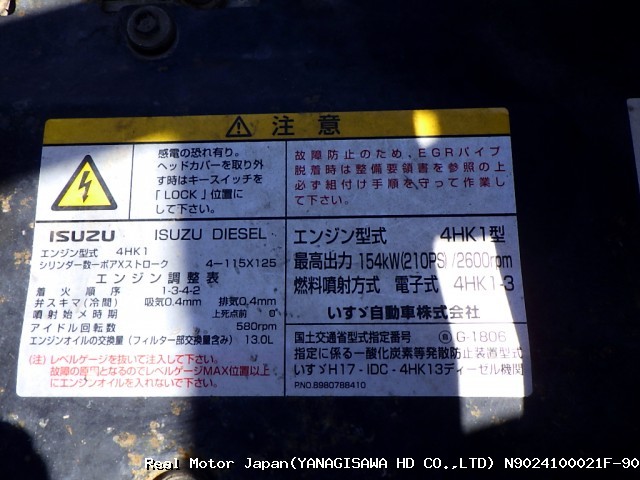 注意
感電の恐れ有り。
ヘッドカバーを取り外
す時はキースイッチを
「LOCK」位置に
して下さい。
故障防止のため、EGRパイプ
脱着時は整備要領書を参照の上
必ず組付け手順を守って作業し
て下さい。
ISUZU ISUZU DIESEL
エンジン型式 4HK1
シリンダー数ーボアXストローク 4-115X125
エンジン調整表
着火順序 1-3-4-2
弁スキマ(冷間) 吸気0.4mm 排気0.4mm
噴射始メ時期 上死点前 0°
アイドル回転数 580rpm
エンジンオイルの交換量(フィルター部交換量含み) 13.0L
(注)レベルゲージを抜いて注入して下さい。
故障の原因となるのでレベルゲージMAX位置以上
にエンジンオイルを入れないで下さい。
エンジン型式 4HK1型
最高出力 154kW(210PS)/2600rpm
燃料噴射方式 電子式 4HK1-3
いすゞ自動車株式会社
国土交通省型式指定番号 G-1806
指定に係る一酸化炭素等発散防止装置型式
いすゞH17-IDC-4HK13ディーゼル機関
P.NO.8980788410
Real Motor Japan(YANAGISAWA HD CO.,LTD) N9024100021F-90